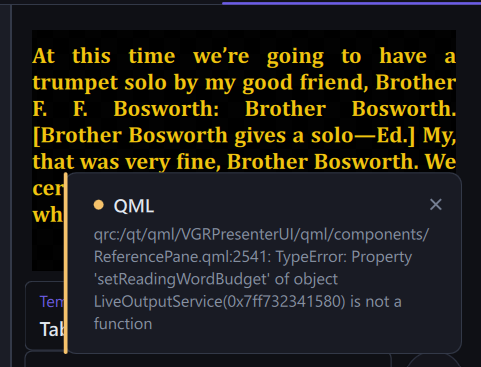 At this time we’re going to have a
trumpet solo by my good friend, Brother
F. F. Bosworth: Brother Bosworth.
[Brother Bosworth gives a solo—Ed.] My,
that was very fine, Brother Bosworth. We
QML
qrc:/qt/qml/VGRPresenterUI/qml/components/
ReferencePane.qml:2541: TypeError: Property
'setReadingWordBudget' of object
LiveOutputService(0x7ff732341580) is not a
function